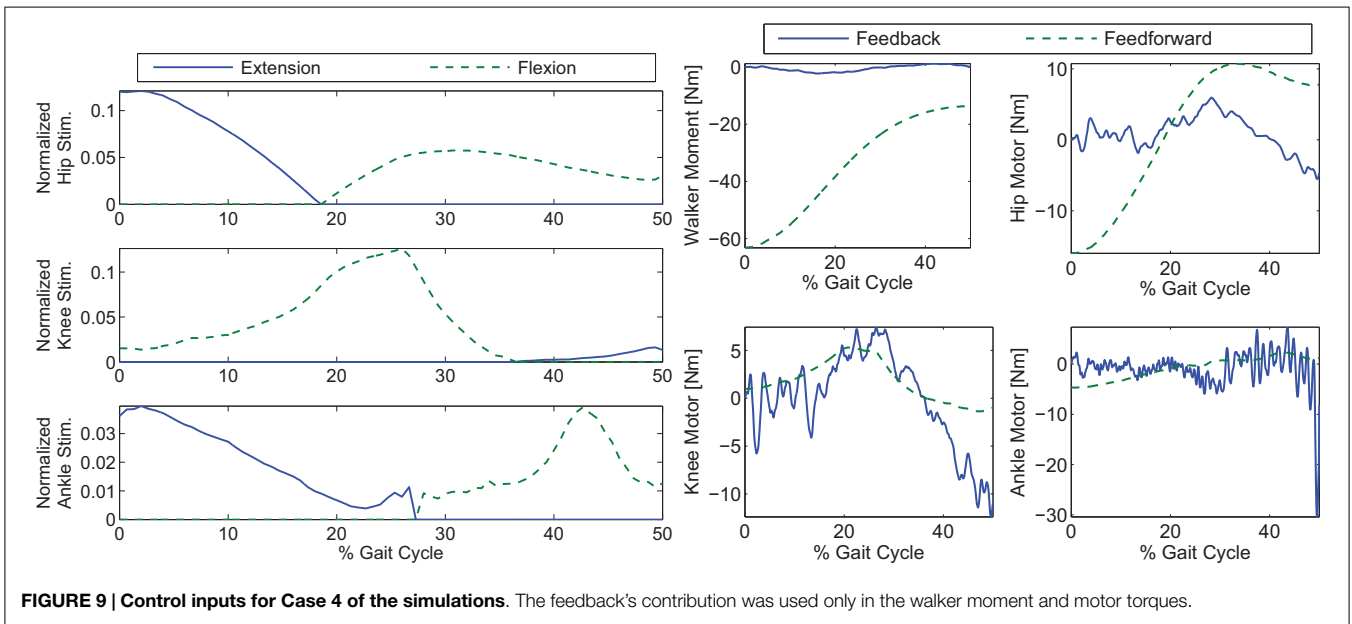 Feedback Feedforward
Extension Flexion
Normalized
Hip Stim.
0.1
0.05
0
0 10 20 30 40 50
Normalized
Knee Stim.
0.1
0.05
0
0 10 20 30 40 50
Normalized
Ankle Stim.
0.03
0.02
0.01
0
0 10 20 30 40 50
% Gait Cycle
Walker Moment [Nm]
0
−20
−40
−60
0 20 40
% Gait Cycle
Hip Motor [Nm]
10
0
−10
0 20 40
% Gait Cycle
Knee Motor [Nm]
5
0
−5
−10
0 20 40
% Gait Cycle
Ankle Motor [Nm]
0
−10
−20
−30
0 20 40
% Gait Cycle
FIGURE 9 | Control inputs for Case 4 of the simulations. The feedback's contribution was used only in the walker moment and motor torques.